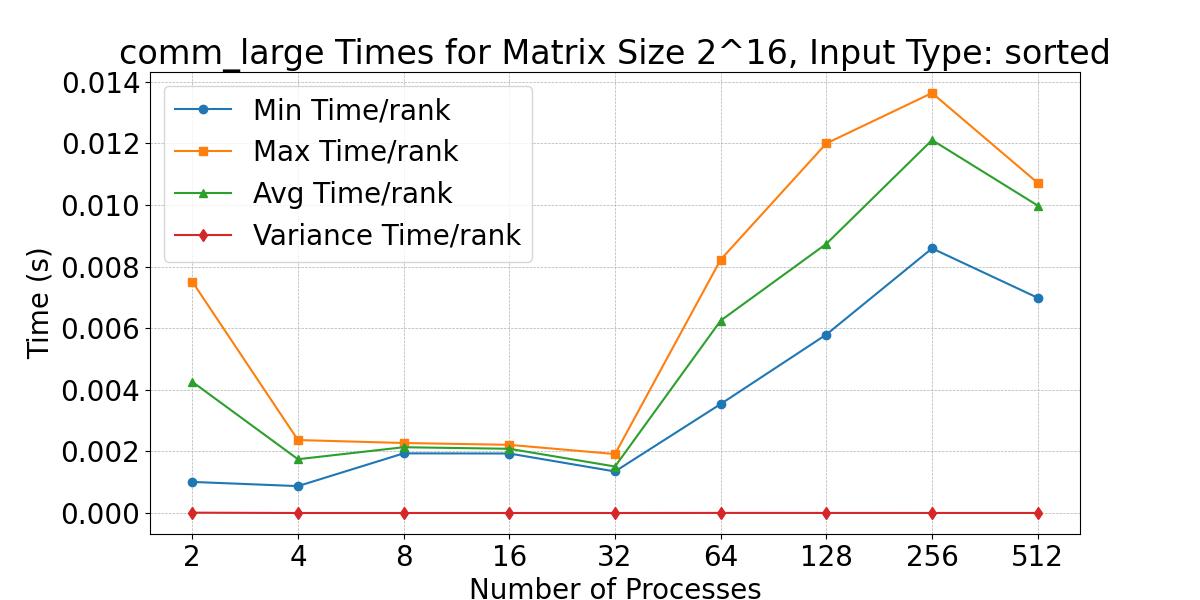 comm_large Times for Matrix Size 2^16, Input Type: sorted
0.014
0.012
0.010
0.008
0.006
0.004
0.002
0.000
Time (s)
Min Time/rank
Max Time/rank
Avg Time/rank
Variance Time/rank
2 4 8 16 32 64 128 256 512
Number of Processes